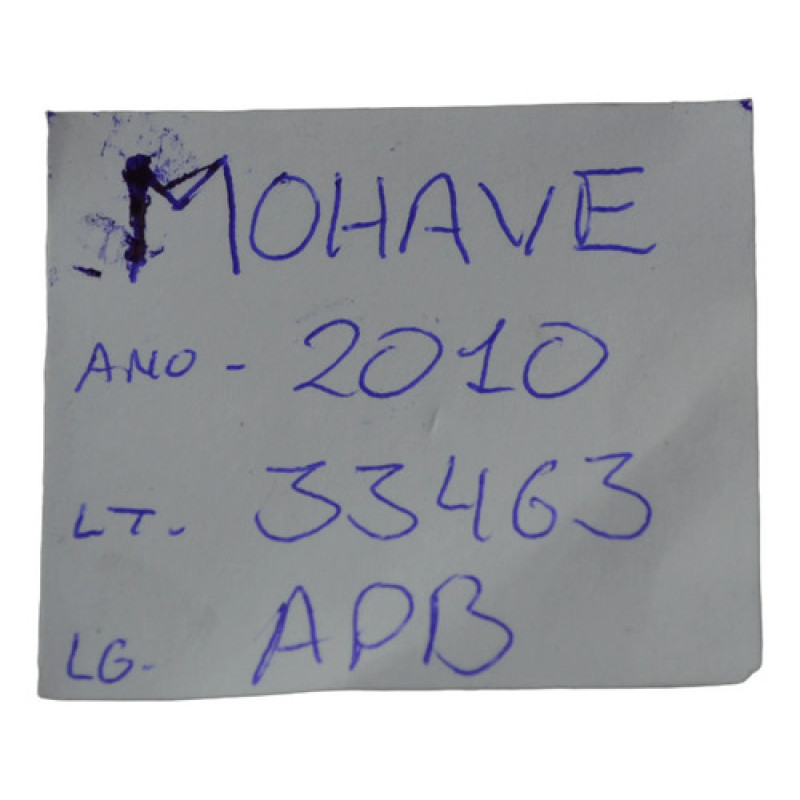 MOHAVE
ANO - 2010
LT. 33463
LG. APB